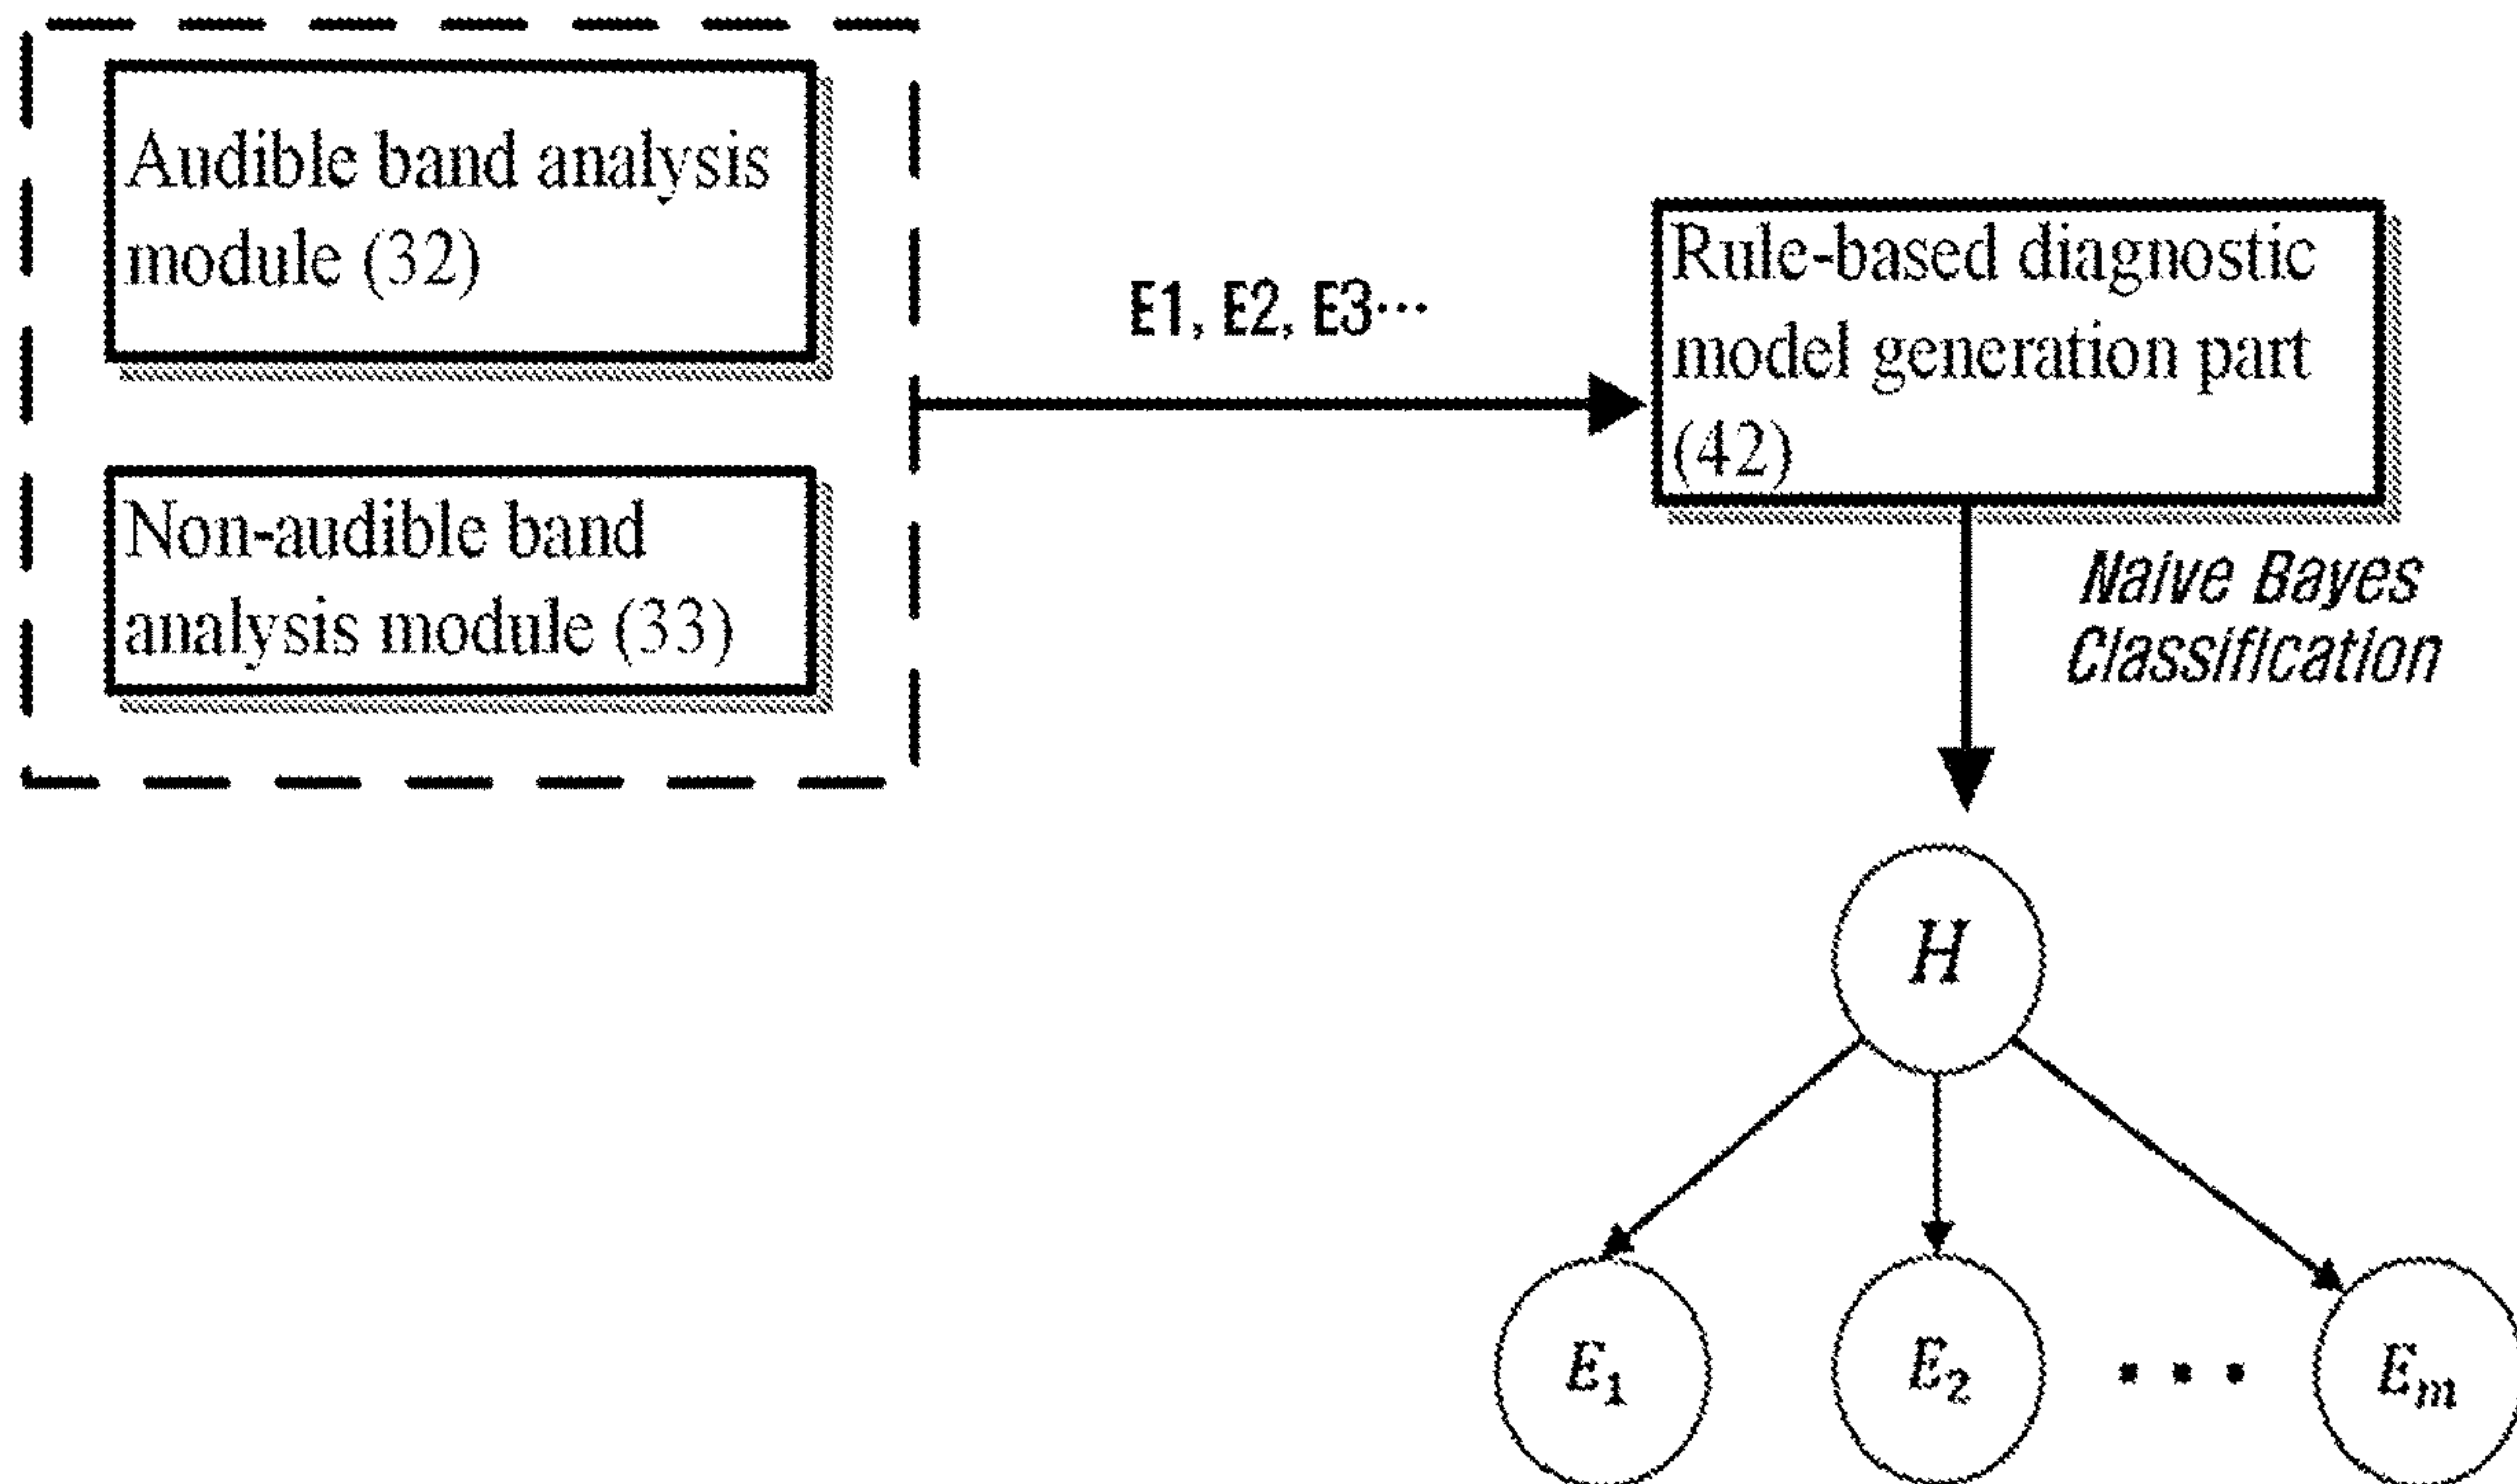 Audible band analysis
module (32)
Non-audible band
analysis module (33)
E1, E2, E3···
Rule-based diagnostic
model generation part
(42)
Naive Bayes
Classification
H
E₁
E₂
•••
Eₘ